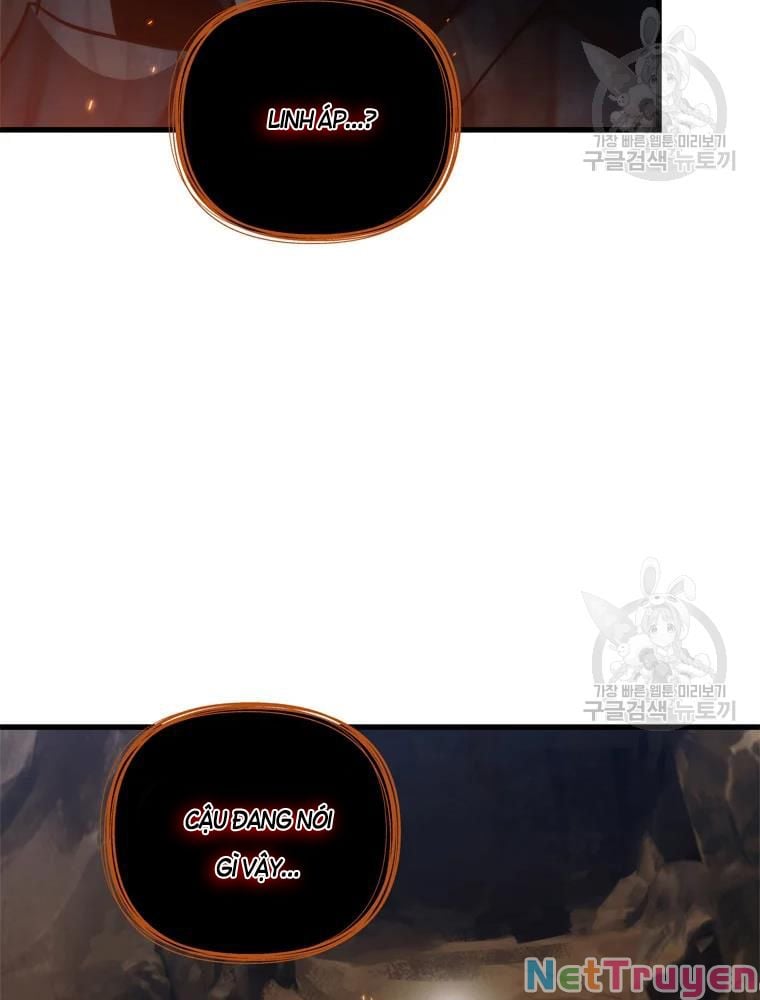 LINH ÁP...?
가장 빠른 웹툰 미리보기
구글검색 뉴토끼
가장 빠른 웹툰 미리보기
구글검색 뉴토끼
CẬU ĐANG NÓI
GÌ VẬY...
NetTruyen